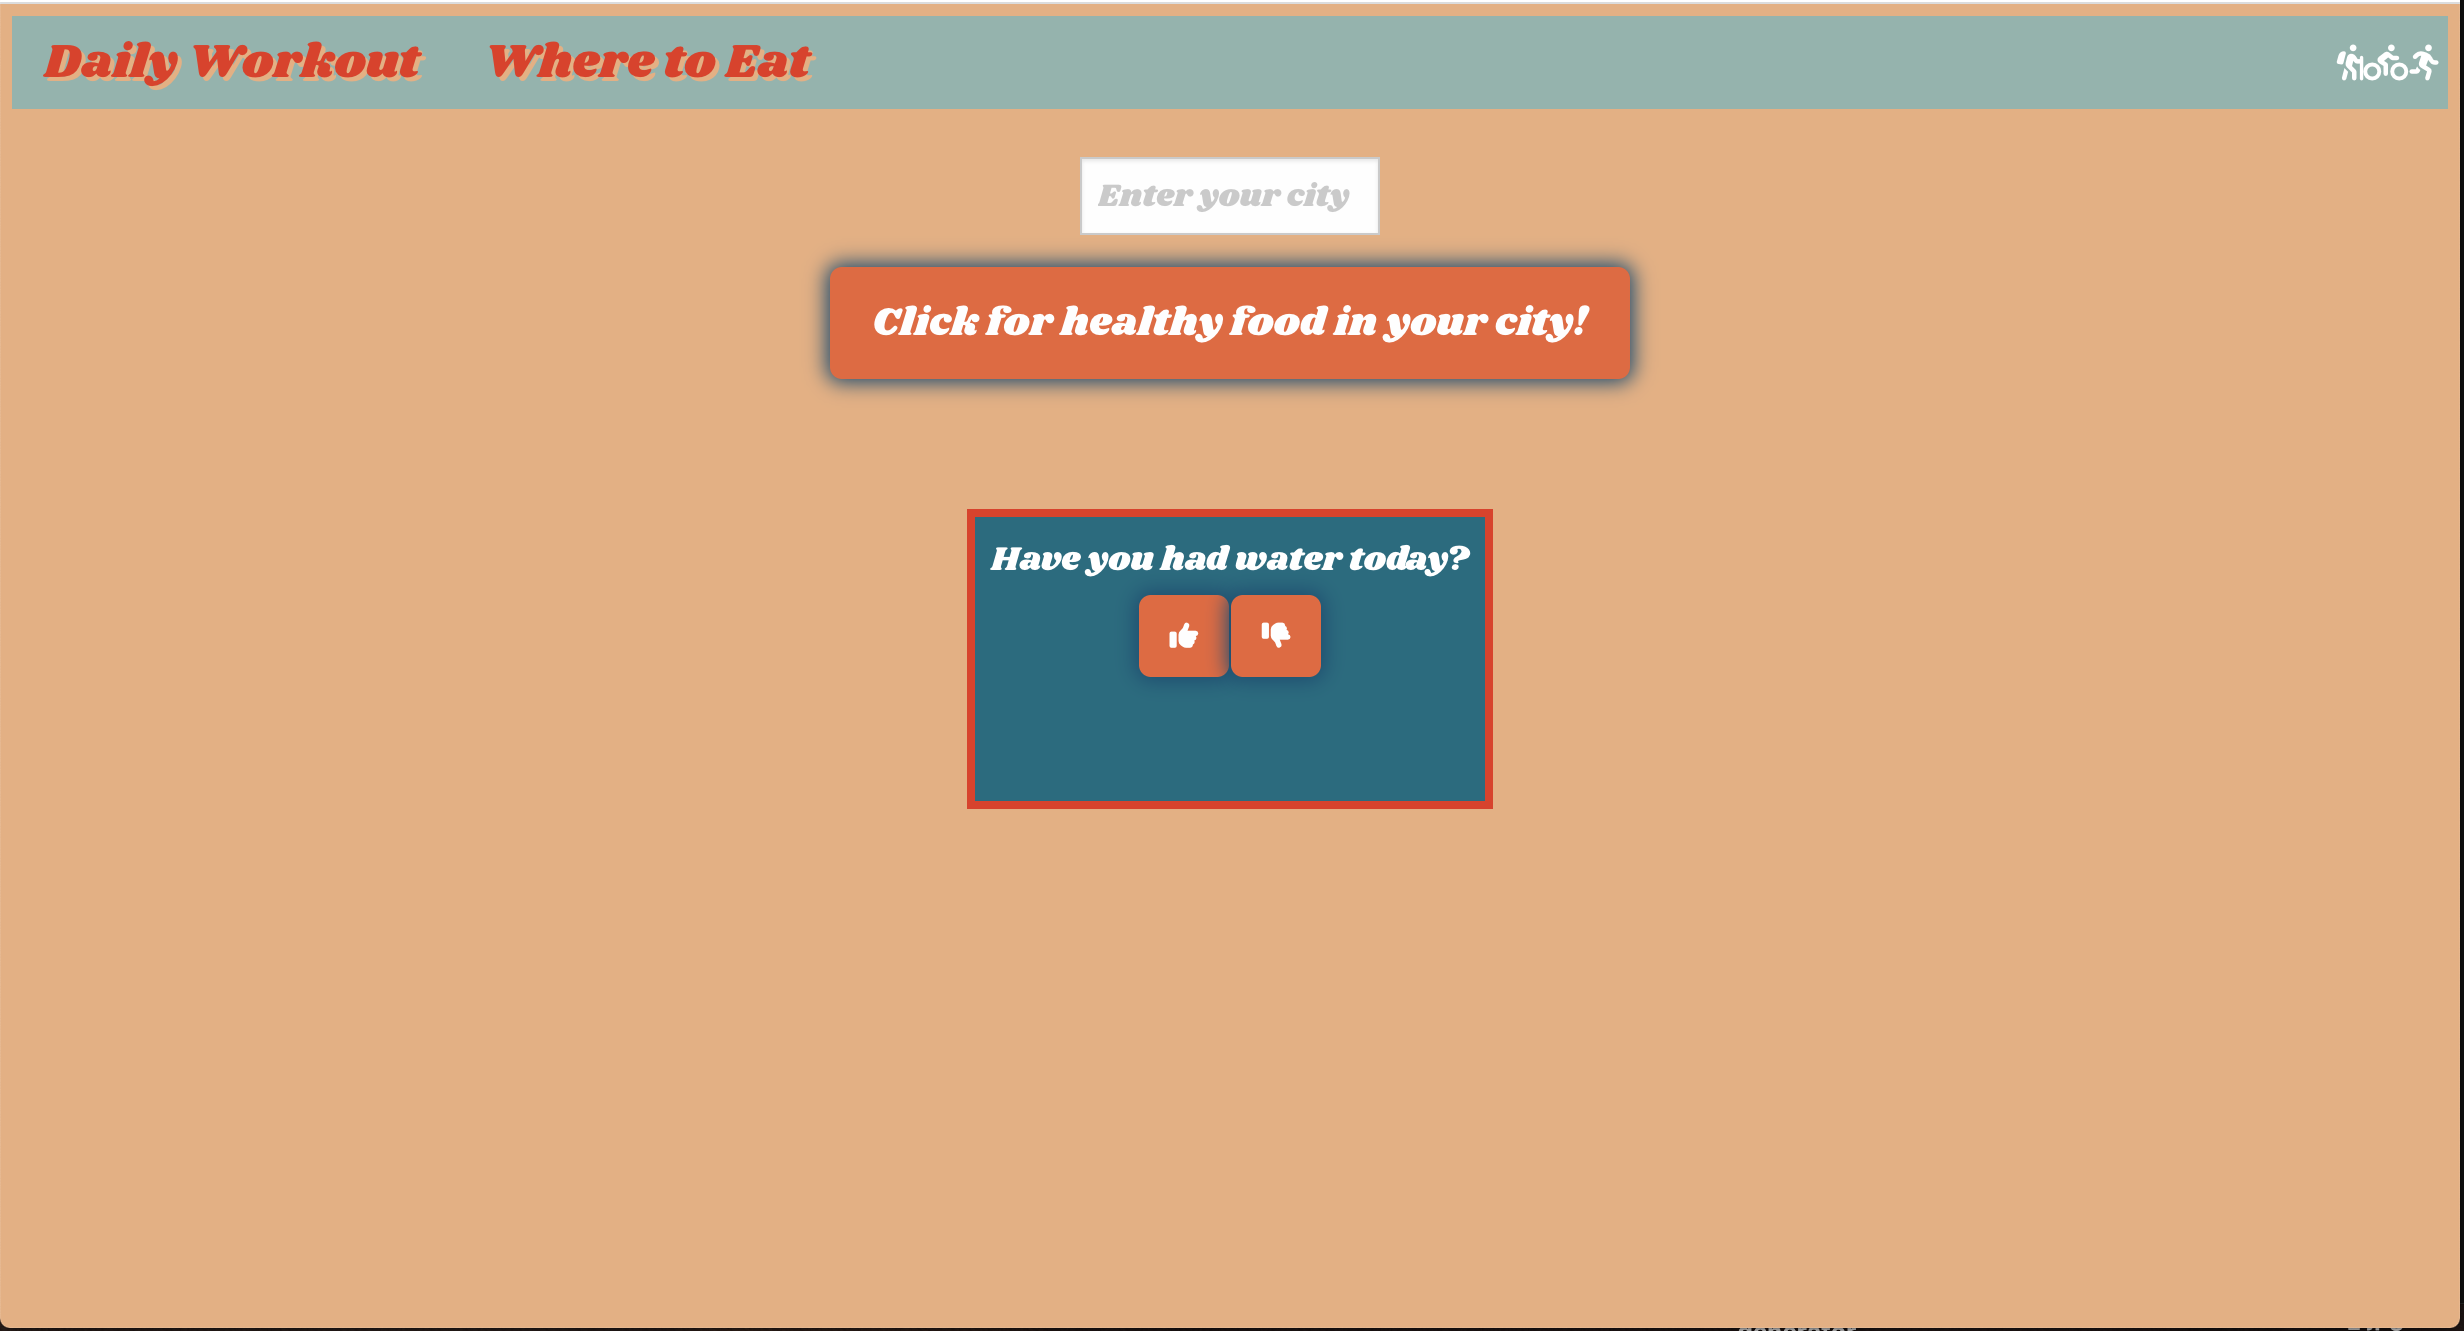 Daily Workout Where to Eat
Enter your city
Click for healthy food in your city!
Have you had water today?